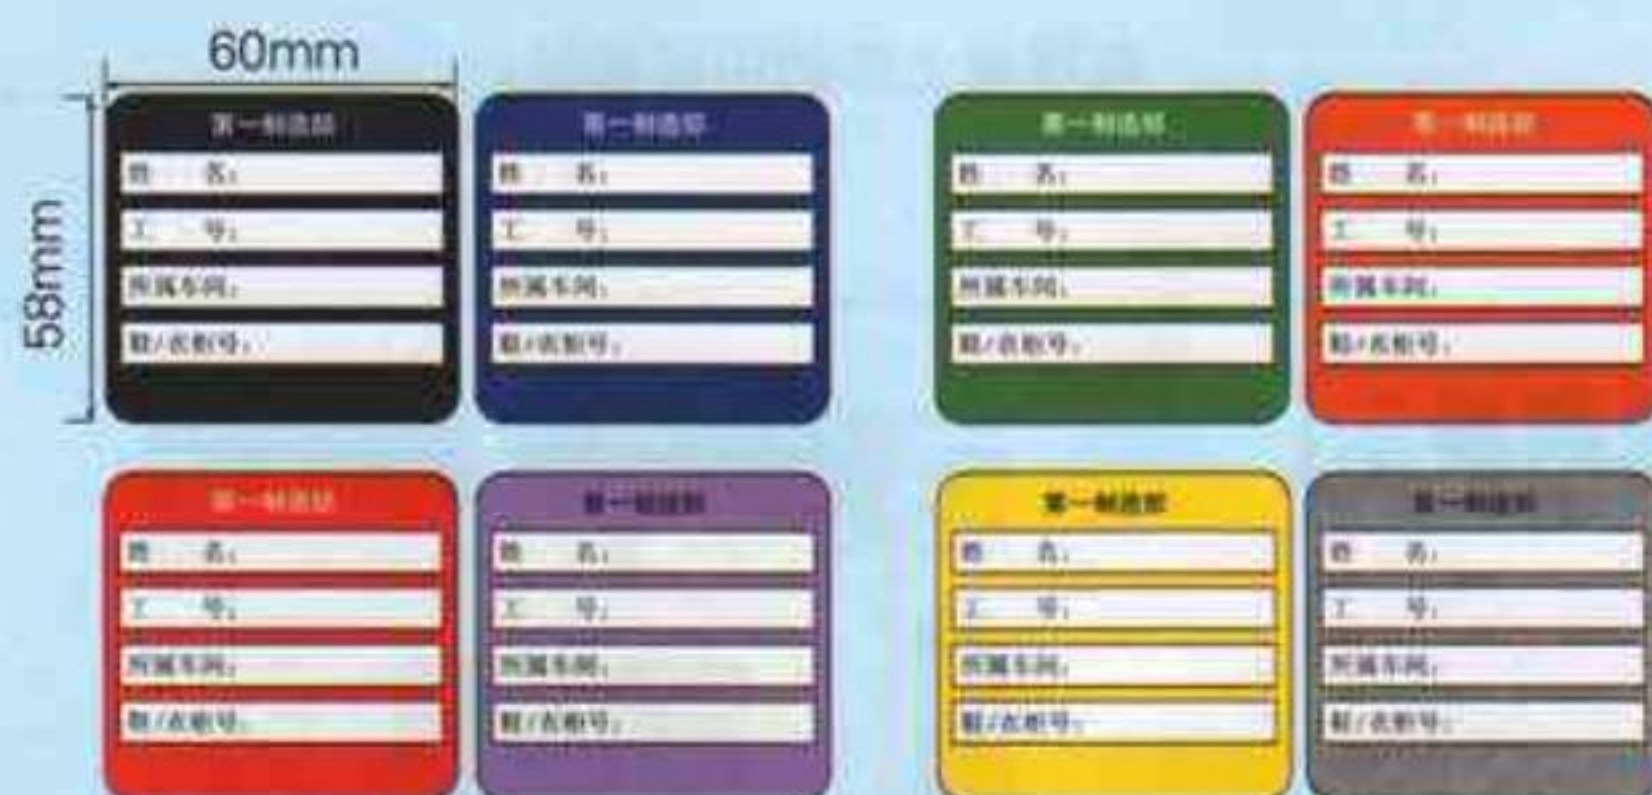 60mm
58mm
第一制造部
姓 名:
工 号:
所属车间:
鞋/衣柜号:
第一制造部
姓 名:
工 号:
所属车间:
鞋/衣柜号:
第一制造部
姓 名:
工 号:
所属车间:
鞋/衣柜号:
第一制造部
姓 名:
工 号:
所属车间:
鞋/衣柜号:
第一制造部
姓 名:
工 号:
所属车间:
鞋/衣柜号:
第一制造部
姓 名:
工 号:
所属车间:
鞋/衣柜号:
第一制造部
姓 名:
工 号:
所属车间:
鞋/衣柜号:
第一制造部
姓 名:
工 号:
所属车间:
鞋/衣柜号: